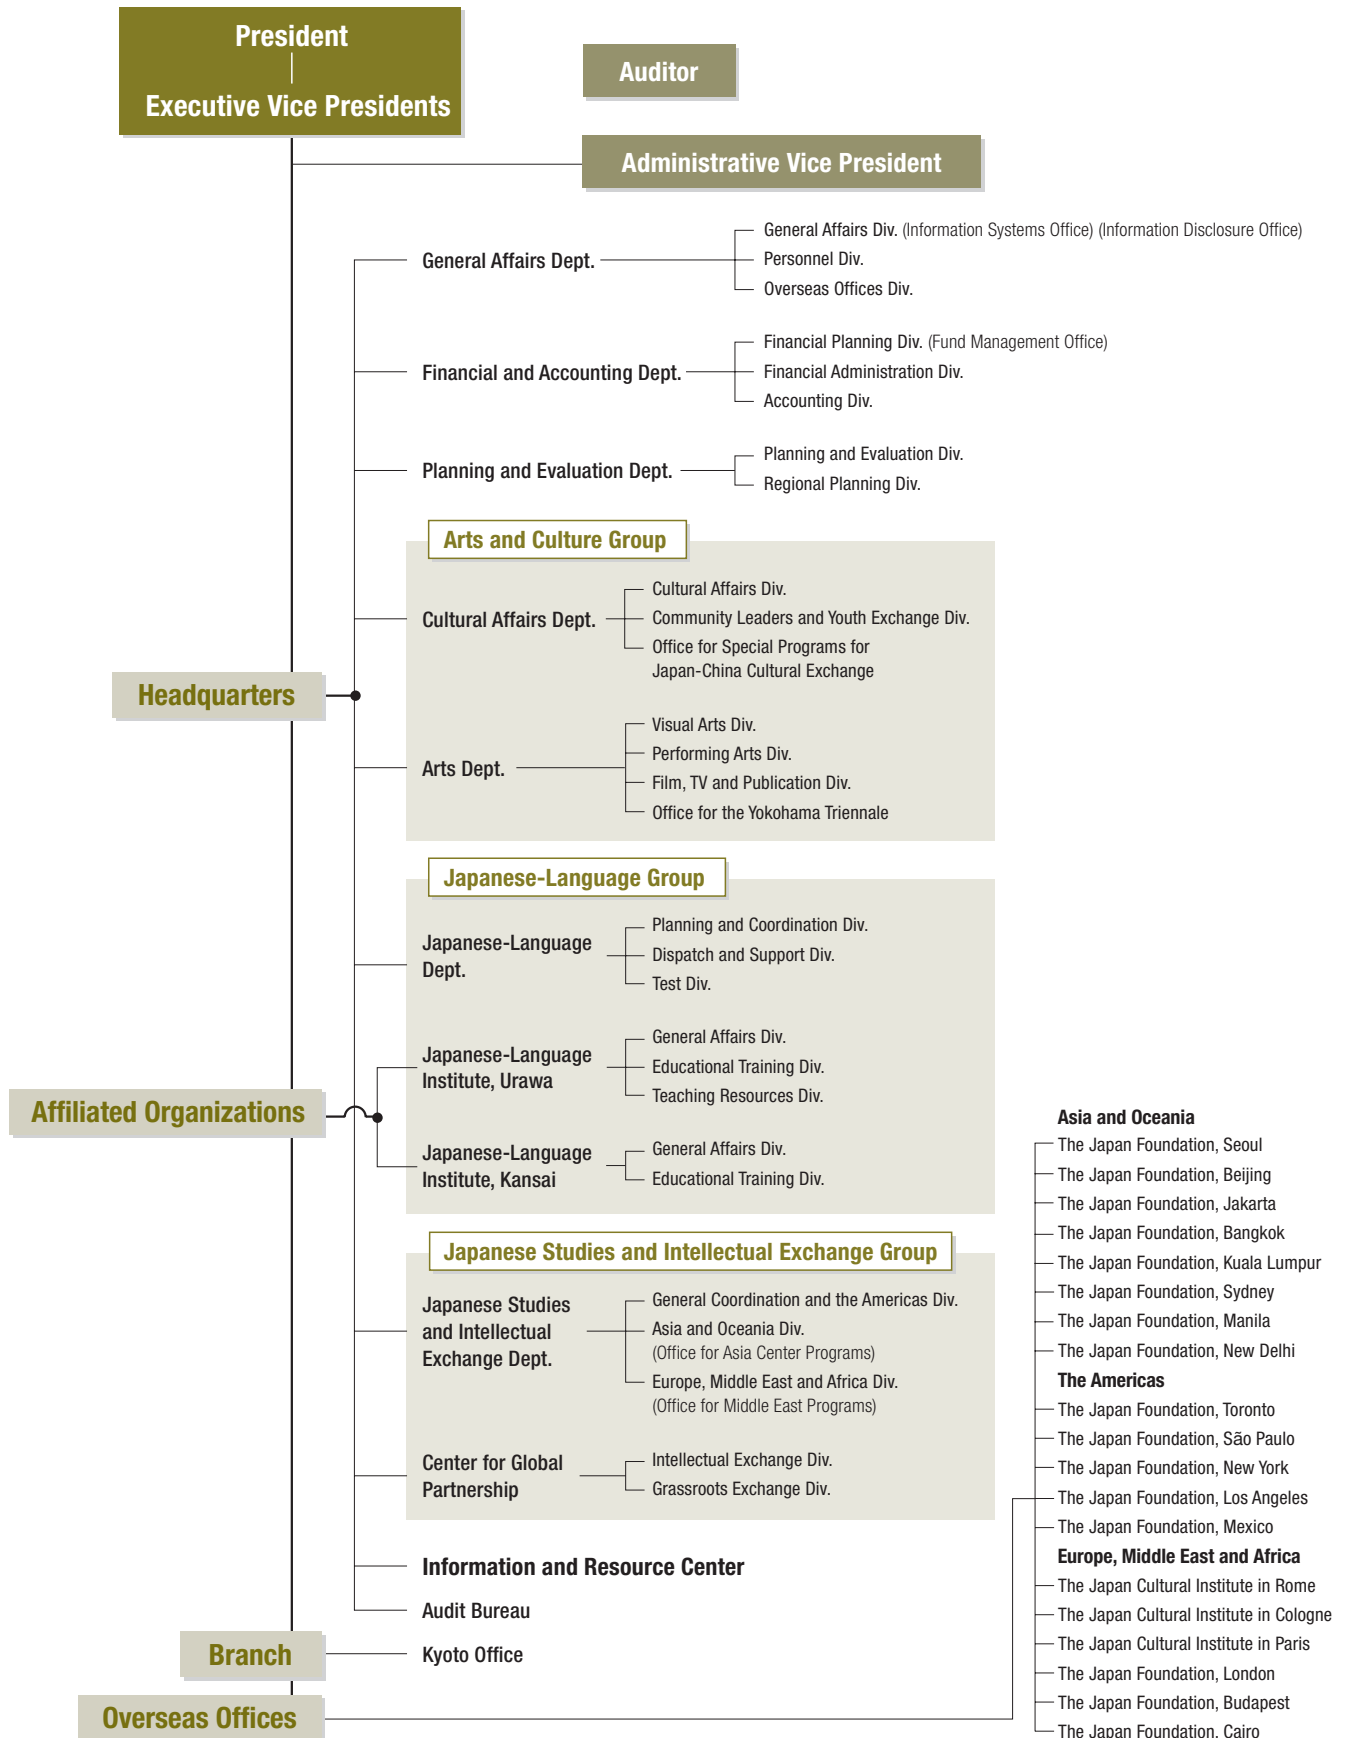 President
Executive Vice Presidents
Auditor
Administrative Vice President
General Affairs Dept.
General Affairs Div. (Information Systems Office) (Information Disclosure Office)
Personnel Div.
Overseas Offices Div.
Financial and Accounting Dept.
Financial Planning Div. (Fund Management Office)
Financial Administration Div.
Accounting Div.
Planning and Evaluation Dept.
Planning and Evaluation Div.
Regional Planning Div.
Headquarters
Arts and Culture Group
Cultural Affairs Dept.
Cultural Affairs Div.
Community Leaders and Youth Exchange Div.
Office for Special Programs for
Japan-China Cultural Exchange
Arts Dept.
Visual Arts Div.
Performing Arts Div.
Film, TV and Publication Div.
Office for the Yokohama Triennale
Japanese-Language Group
Japanese-Language
Dept.
Planning and Coordination Div.
Dispatch and Support Div.
Test Div.
Affiliated Organizations
Japanese-Language
Institute, Urawa
General Affairs Div.
Educational Training Div.
Teaching Resources Div.
Japanese-Language
Institute, Kansai
General Affairs Div.
Educational Training Div.
Japanese Studies and Intellectual Exchange Group
Japanese Studies
and Intellectual
Exchange Dept.
General Coordination and the Americas Div.
Asia and Oceania Div.
(Office for Asia Center Programs)
Europe, Middle East and Africa Div.
(Office for Middle East Programs)
Center for Global
Partnership
Intellectual Exchange Div.
Grassroots Exchange Div.
Information and Resource Center
Audit Bureau
Branch
Kyoto Office
Overseas Offices
Asia and Oceania
The Japan Foundation, Seoul
The Japan Foundation, Beijing
The Japan Foundation, Jakarta
The Japan Foundation, Bangkok
The Japan Foundation, Kuala Lumpur
The Japan Foundation, Sydney
The Japan Foundation, Manila
The Japan Foundation, New Delhi
The Americas
The Japan Foundation, Toronto
The Japan Foundation, São Paulo
The Japan Foundation, New York
The Japan Foundation, Los Angeles
The Japan Foundation, Mexico
Europe, Middle East and Africa
The Japan Cultural Institute in Rome
The Japan Cultural Institute in Cologne
The Japan Cultural Institute in Paris
The Japan Foundation, London
The Japan Foundation, Budapest
The Japan Foundation, Cairo